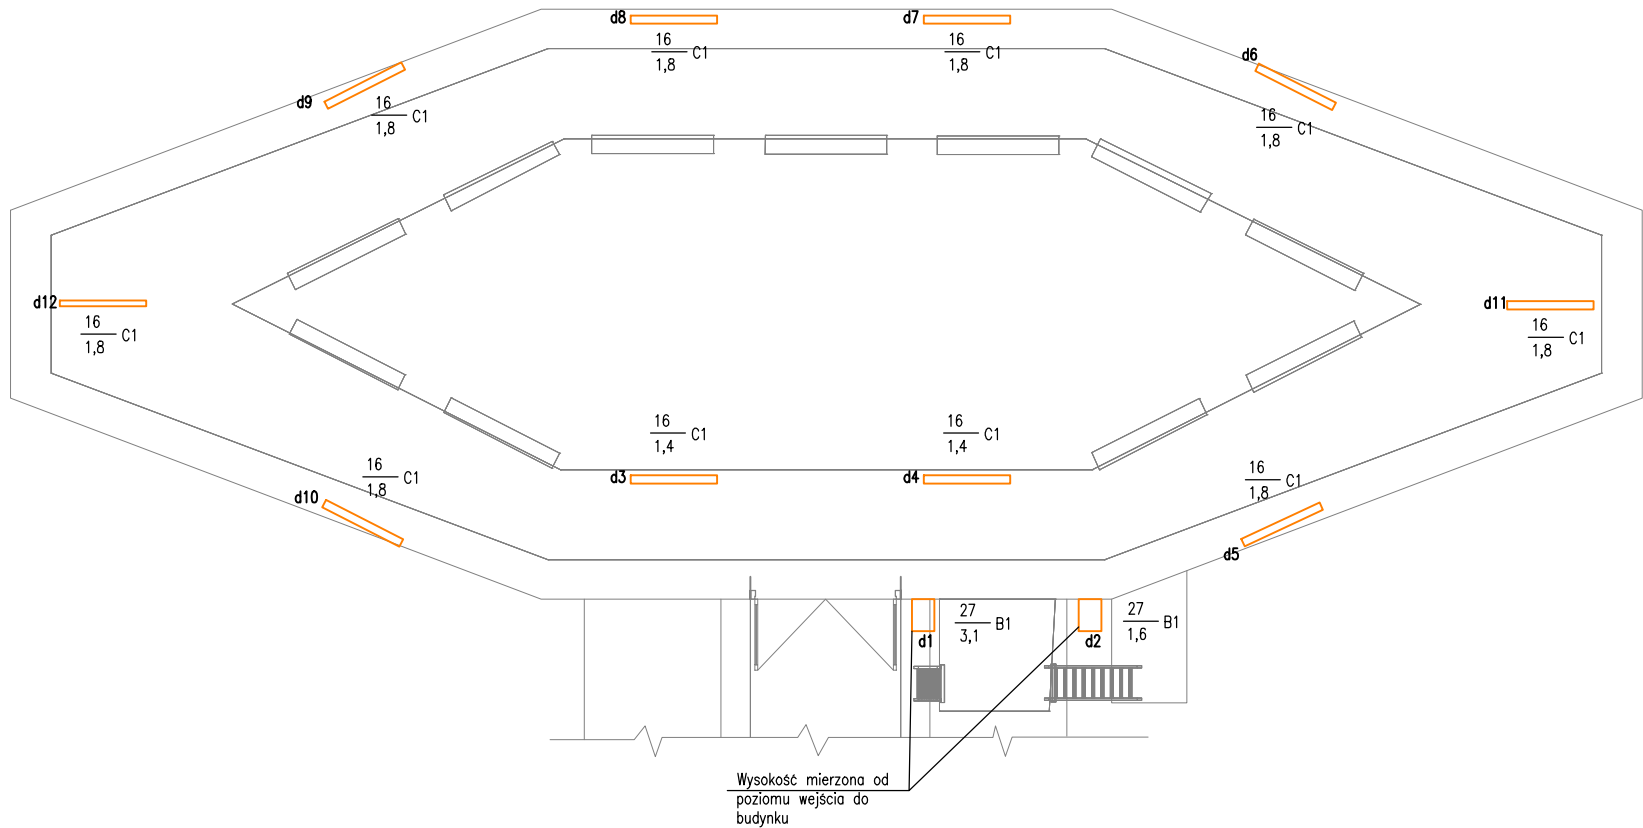 d8
16
1,8 C1
d7
16
1,8 C1
d6
16
1,8 C1
d9
16
1,8 C1
d12
16
1,8 C1
d11
16
1,8 C1
16
1,4 C1
d3
16
1,4 C1
d4
16
1,8 C1
d10
16
1,8 C1
d5
27
3,1 B1
d1
27
1,6 B1
d2
Wysokość mierzona od
poziomu wejścia do
budynku